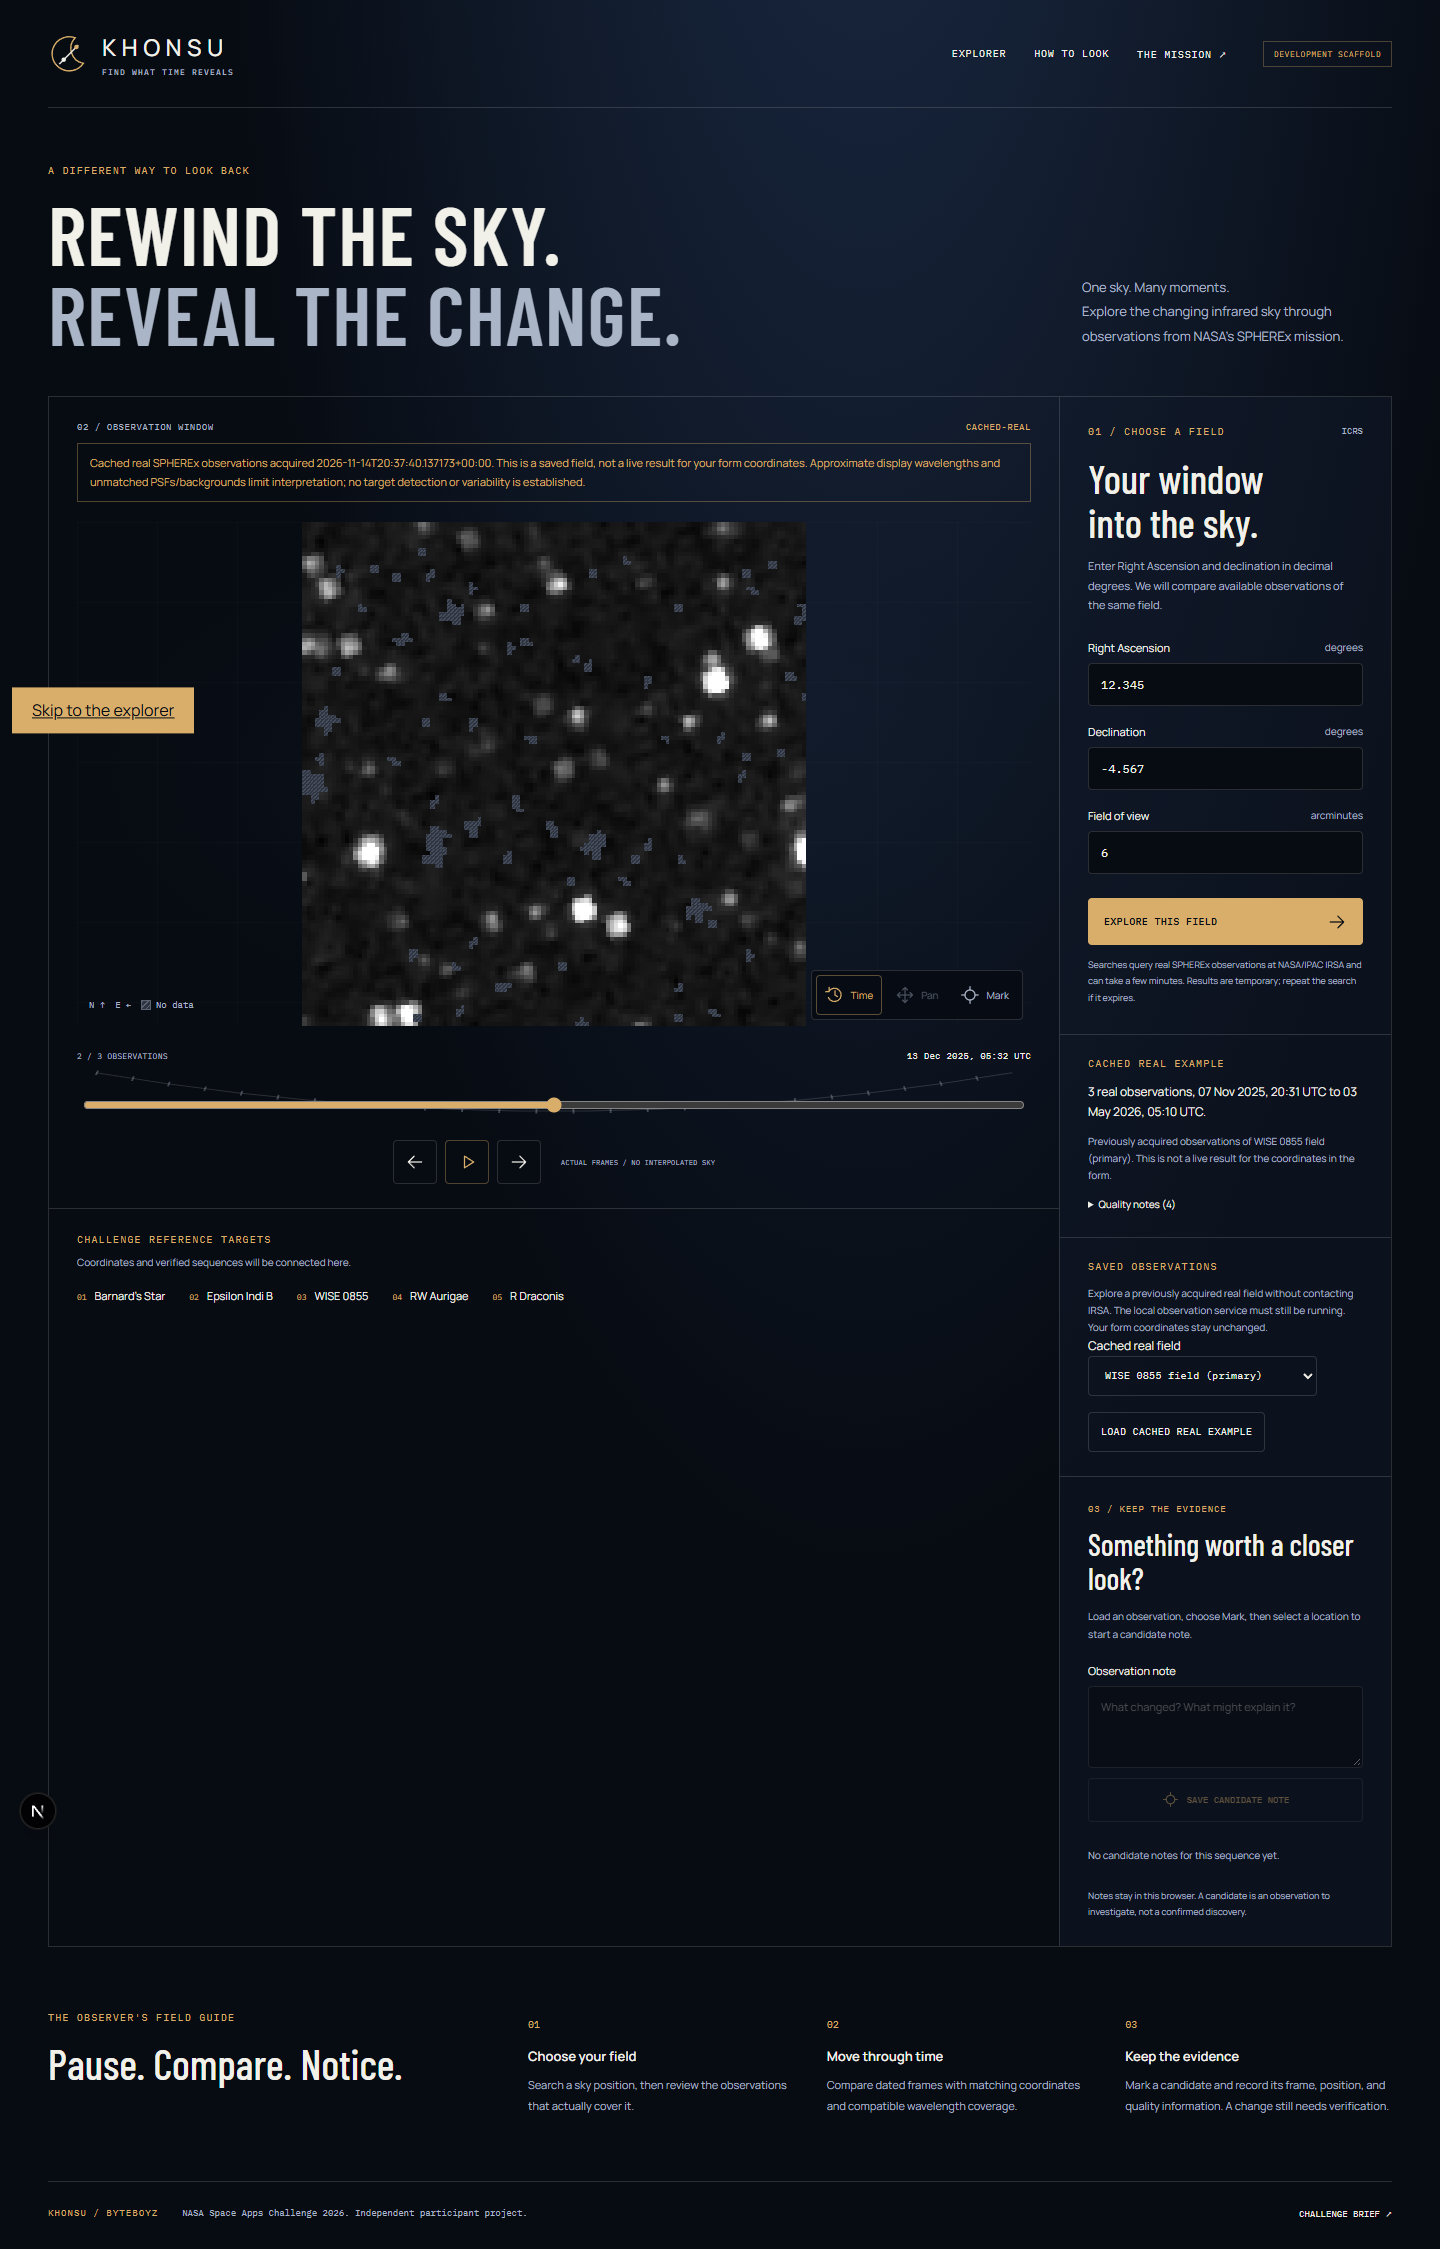 KHONSU
FIND WHAT TIME REVEALS
EXPLORER
HOW TO LOOK
THE MISSION ↗
DEVELOPMENT SCAFFOLD
A DIFFERENT WAY TO LOOK BACK
REWIND THE SKY.
REVEAL THE CHANGE.
One sky. Many moments.
Explore the changing infrared sky through
observations from NASA's SPHEREx mission.
02 / OBSERVATION WINDOW
CACHED-REAL
Cached real SPHEREx observations acquired 2026-11-14T20:37:40.137173+00:00. This is a saved field, not a live result for your form coordinates. Approximate display wavelengths and
unmatched PSFs/backgrounds limit interpretation; no target detection or variability is established.
Skip to the explorer
N ↑ E ← No data
Time
Pan
Mark
2 / 3 OBSERVATIONS
13 Dec 2025, 05:32 UTC
ACTUAL FRAMES / NO INTERPOLATED SKY
CHALLENGE REFERENCE TARGETS
Coordinates and verified sequences will be connected here.
01 Barnard's Star
02 Epsilon Indi B
03 WISE 0855
04 RW Aurigae
05 R Draconis
01 / CHOOSE A FIELD
ICRS
Your window
into the sky.
Enter Right Ascension and declination in decimal
degrees. We will compare available observations of
the same field.
Right Ascension
degrees
12.345
Declination
degrees
-4.567
Field of view
arcminutes
6
EXPLORE THIS FIELD
Searches query real SPHEREx observations at NASA/IPAC IRSA and
can take a few minutes. Results are temporary; repeat the search
if it expires.
CACHED REAL EXAMPLE
3 real observations, 07 Nov 2025, 20:31 UTC to 03
May 2026, 05:10 UTC.
Previously acquired observations of WISE 0855 field
(primary). This is not a live result for the coordinates in the
form.
Quality notes (4)
SAVED OBSERVATIONS
Explore a previously acquired real field without contacting
IRSA. The local observation service must still be running.
Your form coordinates stay unchanged.
Cached real field
WISE 0855 field (primary)
LOAD CACHED REAL EXAMPLE
03 / KEEP THE EVIDENCE
Something worth a closer
look?
Load an observation, choose Mark, then select a location to
start a candidate note.
Observation note
What changed? What might explain it?
SAVE CANDIDATE NOTE
No candidate notes for this sequence yet.
Notes stay in this browser. A candidate is an observation to
investigate, not a confirmed discovery.
N
THE OBSERVER'S FIELD GUIDE
Pause. Compare. Notice.
01
Choose your field
Search a sky position, then review the observations
that actually cover it.
02
Move through time
Compare dated frames with matching coordinates
and compatible wavelength coverage.
03
Keep the evidence
Mark a candidate and record its frame, position, and
quality information. A change still needs verification.
KHONSU / BYTEBOYZ
NASA Space Apps Challenge 2026. Independent participant project.
CHALLENGE BRIEF ↗